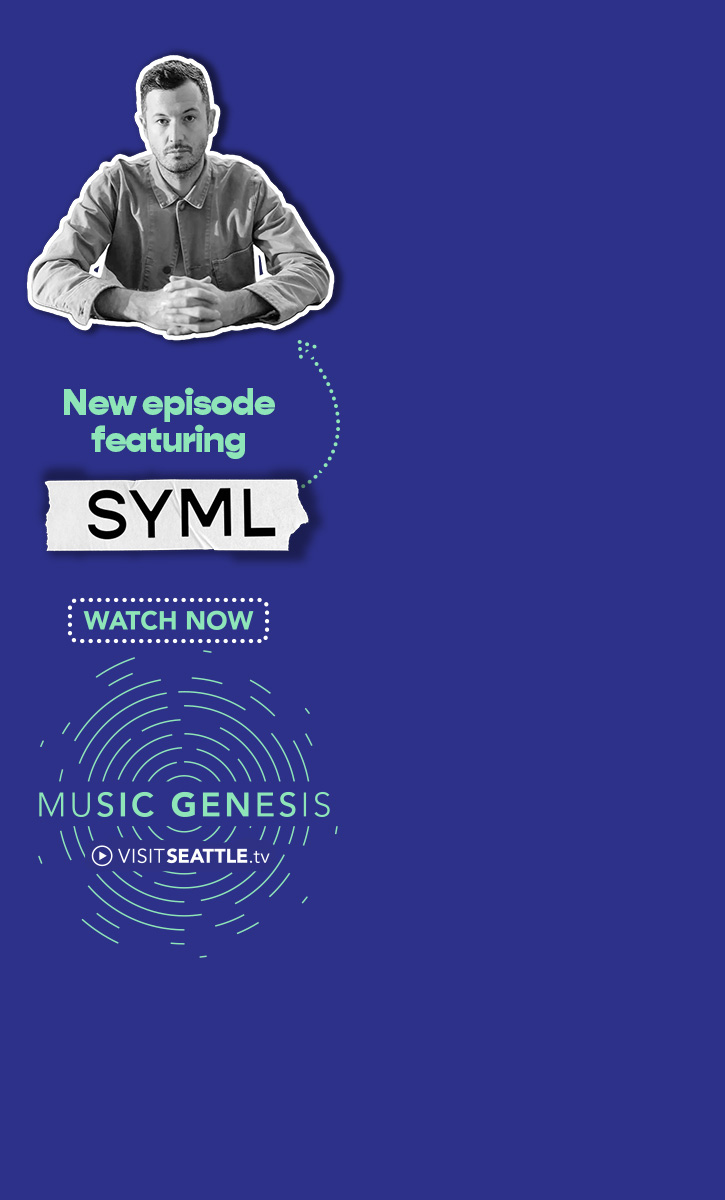 New episode
featuring
SYML
WATCH NOW
MUSIC GENESIS
VISITSEATTLE.tv